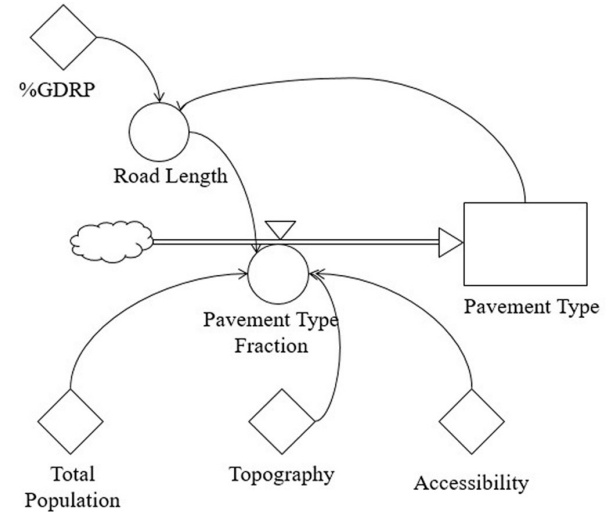 %GDRP
Road Length
Pavement Type
Pavement Type
Fraction
Total
Population
Topography
Accessibility